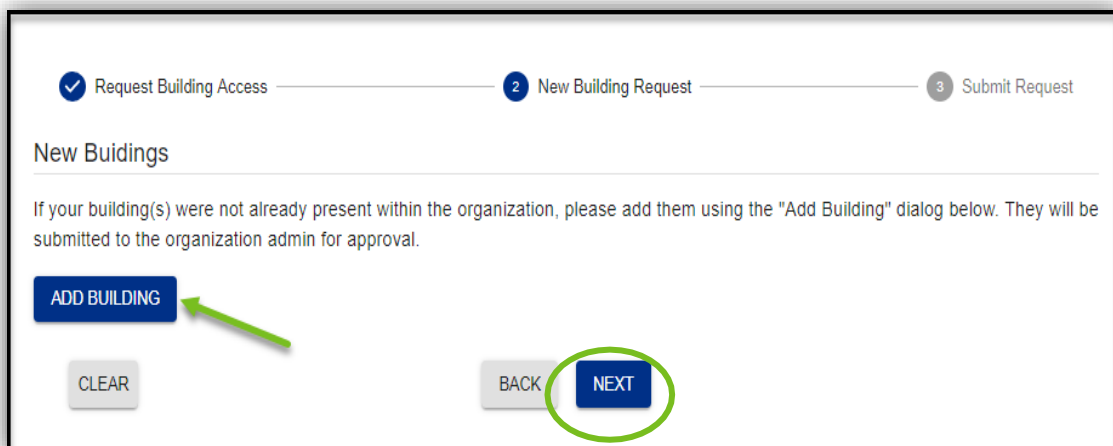 Request Building Access 2 New Building Request 3 Submit Request
New Buidings
If your building(s) were not already present within the organization, please add them using the "Add Building" dialog below. They will be
submitted to the organization admin for approval.
ADD BUILDING
CLEAR BACK NEXT